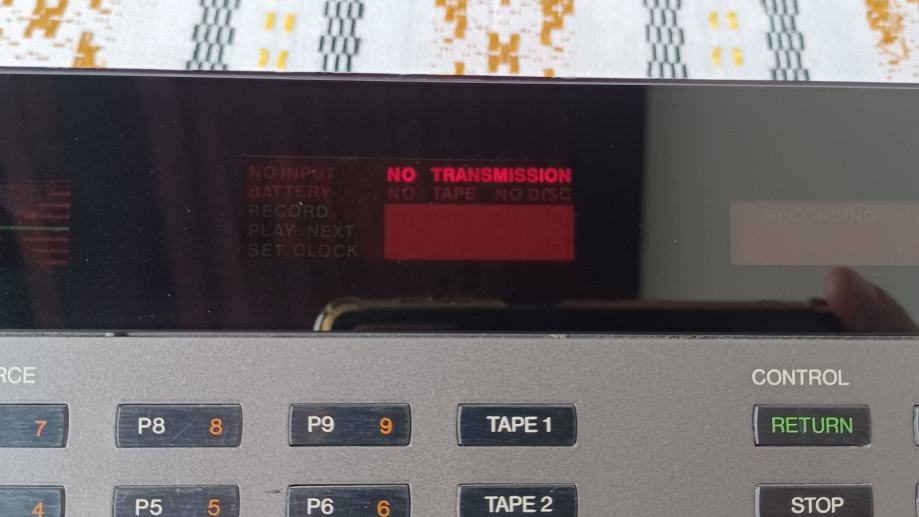 NO INPUT NO TRANSMISSION
BATTERY NO TAPE NO DISC
RECORD
PLAY NEXT
SET CLOCK
RECORDING
RCE
CONTROL
7 P8 8 P9 9 TAPE 1 RETURN
4 P5 5 P6 6 TAPE 2 STOP